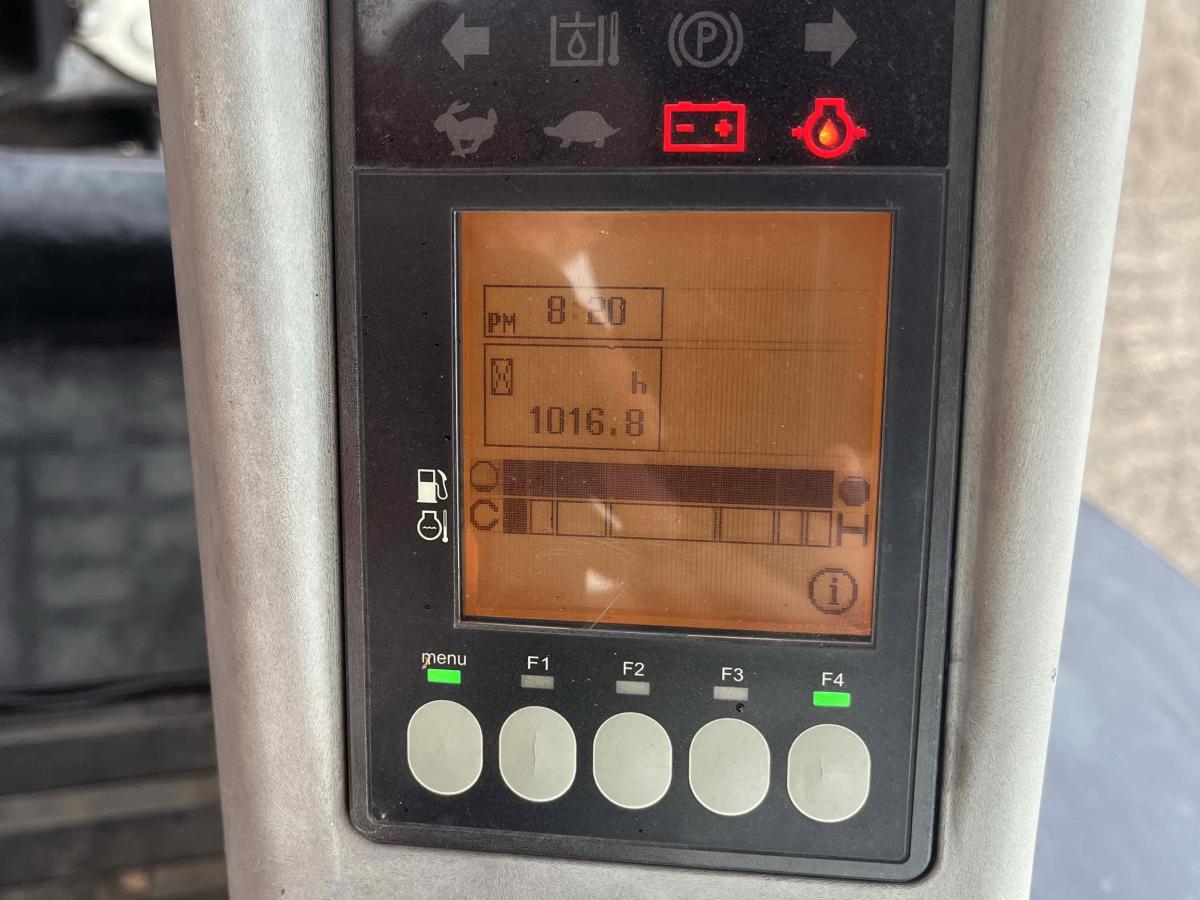 P
- +
PM 8:20
h
1016.8
C H
i
menu F1 F2 F3 F4